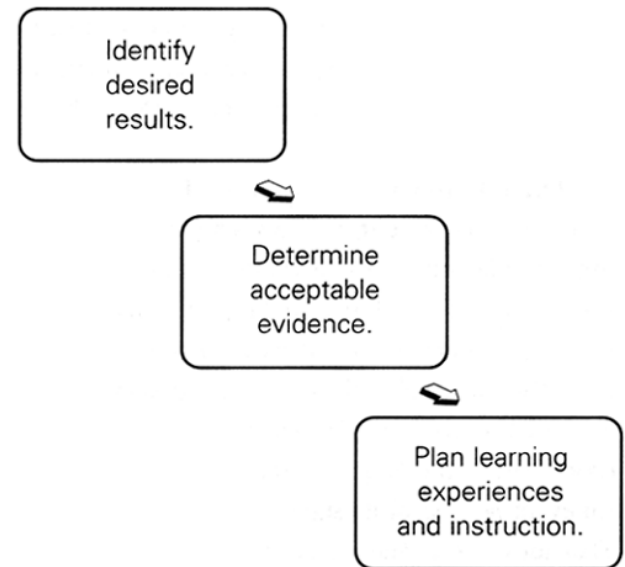 Identify
desired
results.
Determine
acceptable
evidence.
Plan learning
experiences
and instruction.